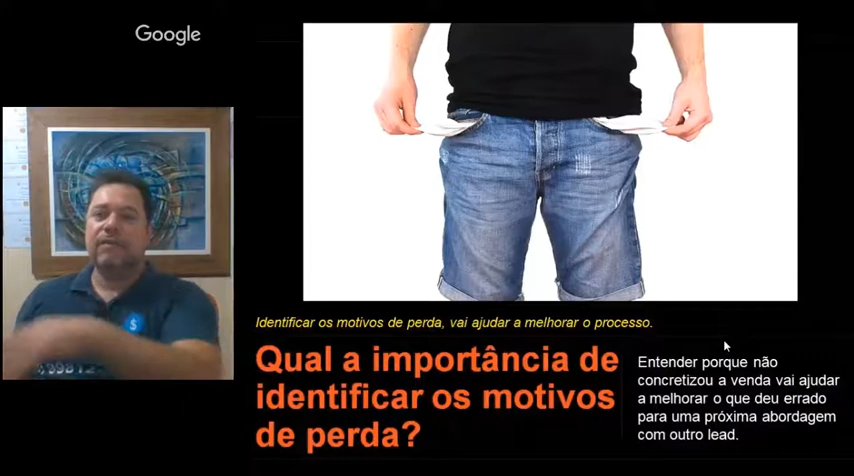 Google
Identificar os motivos de perda, vai ajudar a melhorar o processo.
Qual a importância de
identificar os motivos
de perda?
Entender porque não
concretizou a venda vai ajudar
a melhorar o que deu errado
para uma próxima abordagem
com outro lead.
$